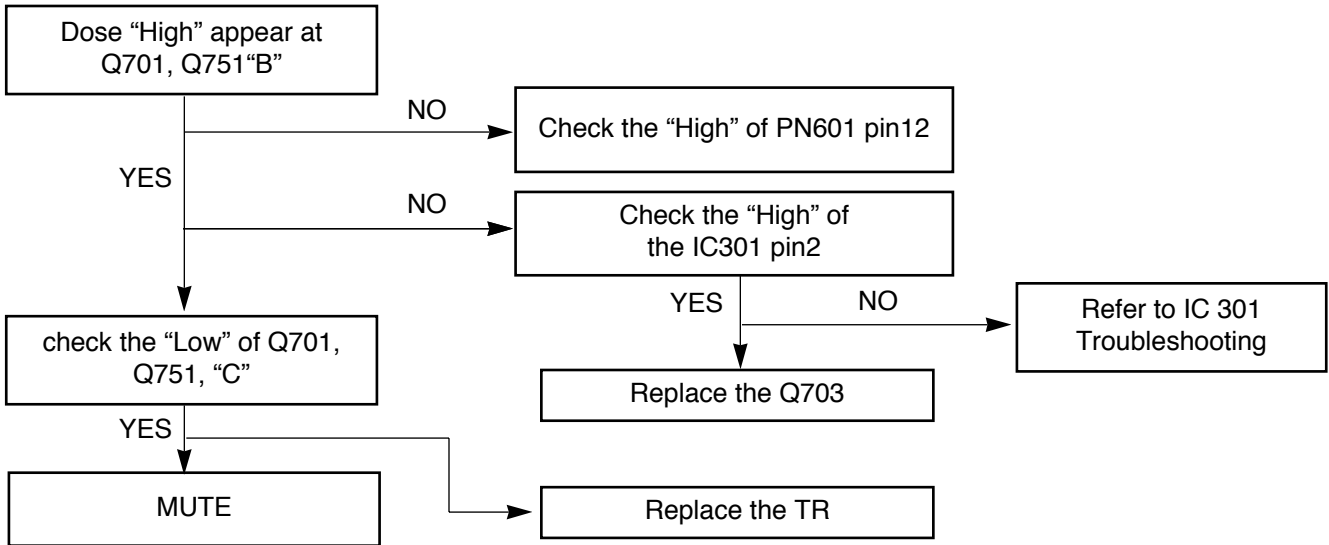 Dose “High” appear at
Q701, Q751“B”
NO
Check the “High” of PN601 pin12
YES
NO
Check the “High” of
the IC301 pin2
YES
NO
Refer to IC 301
Troubleshooting
check the “Low” of Q701,
Q751, “C”
Replace the Q703
YES
MUTE
Replace the TR